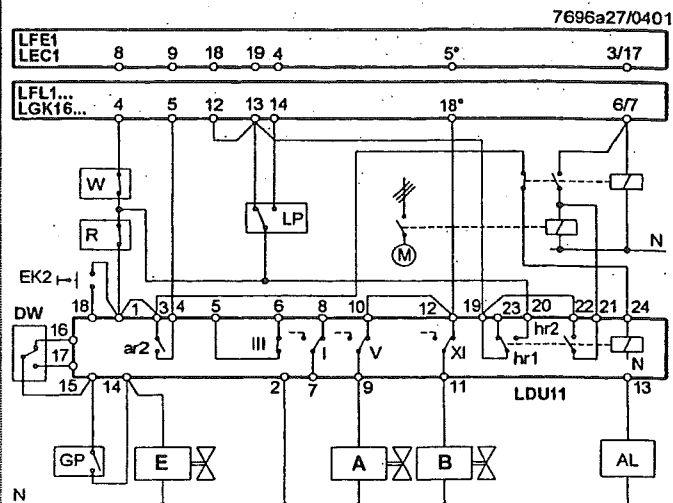 7696a27/0401
LFE1
LEC1
8 9 18 19 4 5° 3/17
LFL1...
LGK16...
4 5 12 13 14 18° 6/7
W
R
LP
M
N
EK2
DW
18 1 3 4 5 6 8 10 12 19 23 20 22 21 24
16
17
ar2 III I V XI hr1 hr2 N
15 14 2 7 9 11 LDU11 13
GP E A B AL
N